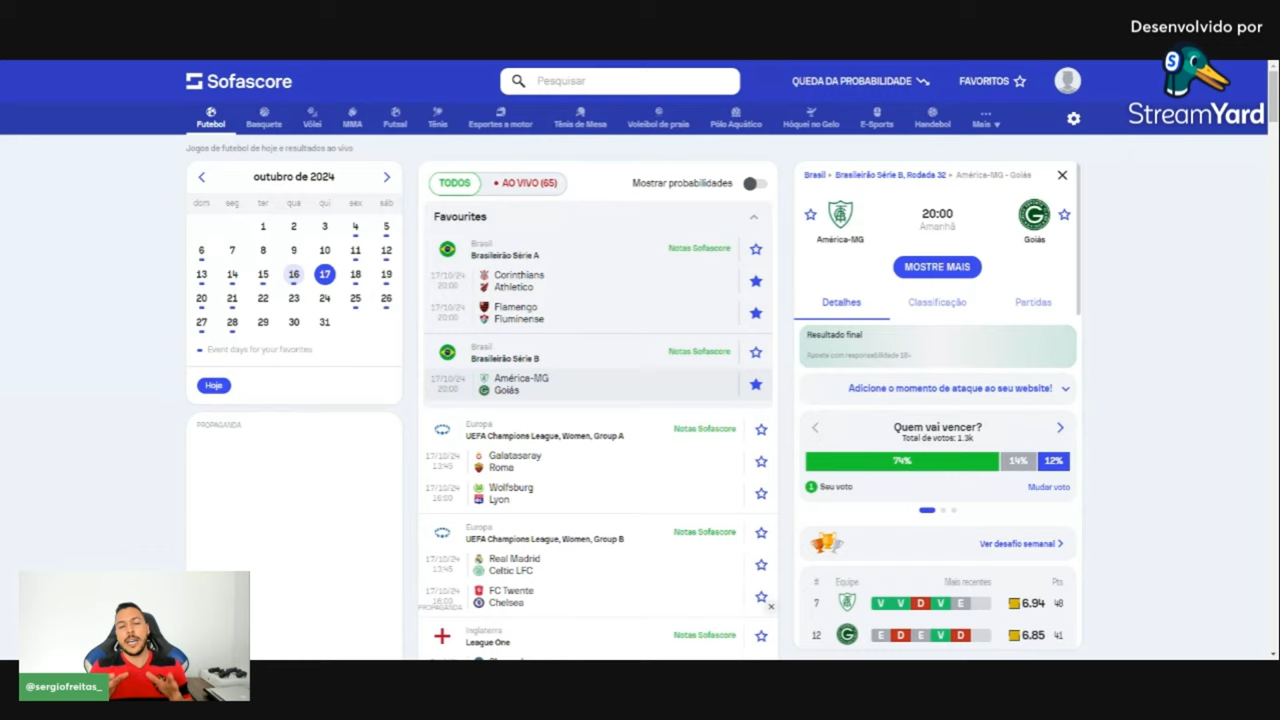 Desenvolvido por
StreamYard
Sofascore
Pesquisar
QUEDA DA PROBABILIDADE
FAVORITOS
Futebol
Basquete
Vôlei
MMA
Futsal
Tênis
Esportes a motor
Tênis de Mesa
Voleibol de praia
Pólo Aquático
Hóquei no Gelo
E-Sports
Handebol
Mais
Jogos de futebol de hoje e resultados ao vivo
outubro de 2024
dom seg ter qua qui sex sáb
1 2 3 4 5
6 7 8 9 10 11 12
13 14 15 16 17 18 19
20 21 22 23 24 25 26
27 28 29 30 31
Event days for your favorites
Hoje
PROPAGANDA
TODOS
AO VIVO (65)
Mostrar probabilidades
Favourites
Brasil
Brasileirão Série A
Notas Sofascore
17/10/24
20:00
Corinthians
Athletico
17/10/24
20:00
Flamengo
Fluminense
Brasil
Brasileirão Série B
Notas Sofascore
17/10/24
20:00
América-MG
Goiás
Europa
UEFA Champions League, Women, Group A
Notas Sofascore
17/10/24
13:45
Galatasaray
Roma
17/10/24
16:00
Wolfsburg
Lyon
Europa
UEFA Champions League, Women, Group B
Notas Sofascore
17/10/24
13:45
Real Madrid
Celtic LFC
17/10/24
16:00
FC Twente
Chelsea
PROPAGANDA
Inglaterra
League One
Notas Sofascore
Brasil
Brasileirão Série B, Rodada 32
América-MG - Goiás
América-MG
20:00
Amanhã
Goiás
MOSTRE MAIS
Detalhes
Classificação
Partidas
Resultado final
Aposte com responsabilidade 18+
Adicione o momento de ataque ao seu website!
Quem vai vencer?
Total de votos: 1.3k
74% 14% 12%
1 Seu voto
Mudar voto
Ver desafio semanal
# Equipe Mais recentes Pts
7 V V D V E 6.94 48
12 E D E V D 6.85 41
@sergiofreitas_